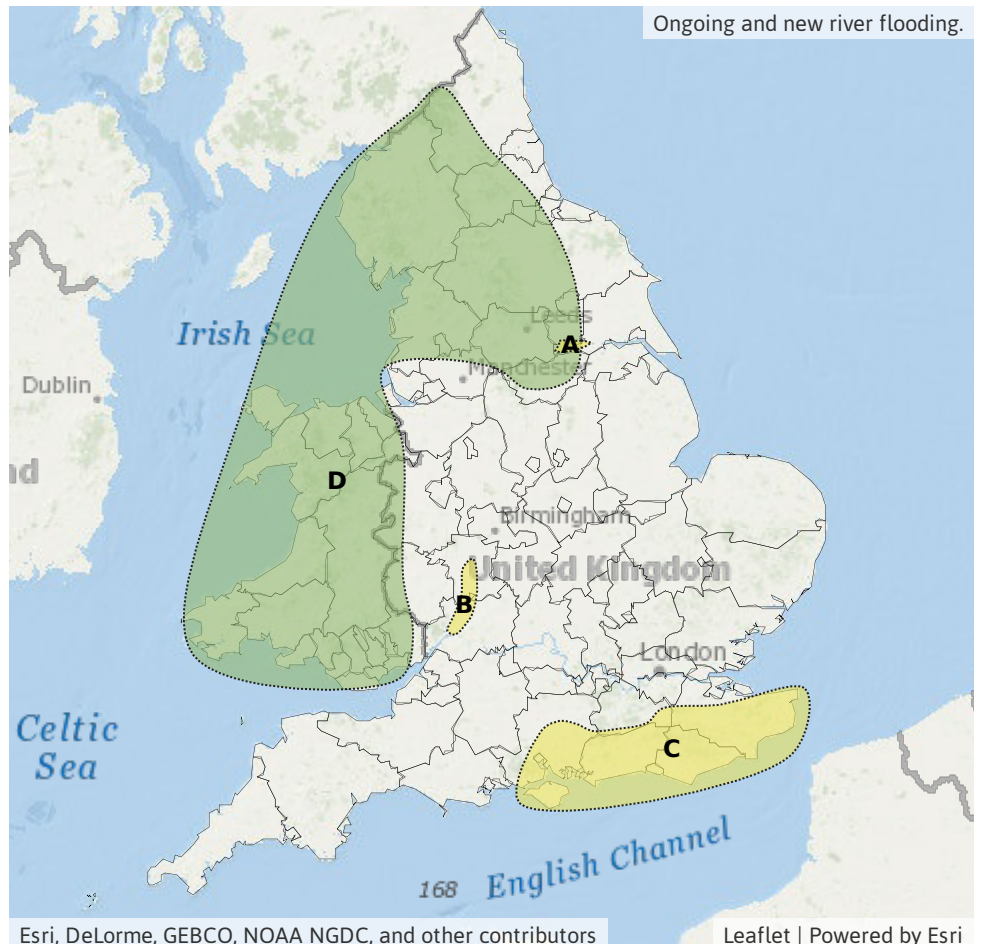 Ongoing and new river flooding.
Irish Sea
Leeds
A
Manchester
Dublin
nd
D
Birmingham
United Kingdom
B
London
Celtic
Sea
C
English Channel
168
Esri, DeLorme, GEBCO, NOAA NGDC, and other contributors
Leaflet | Powered by Esri